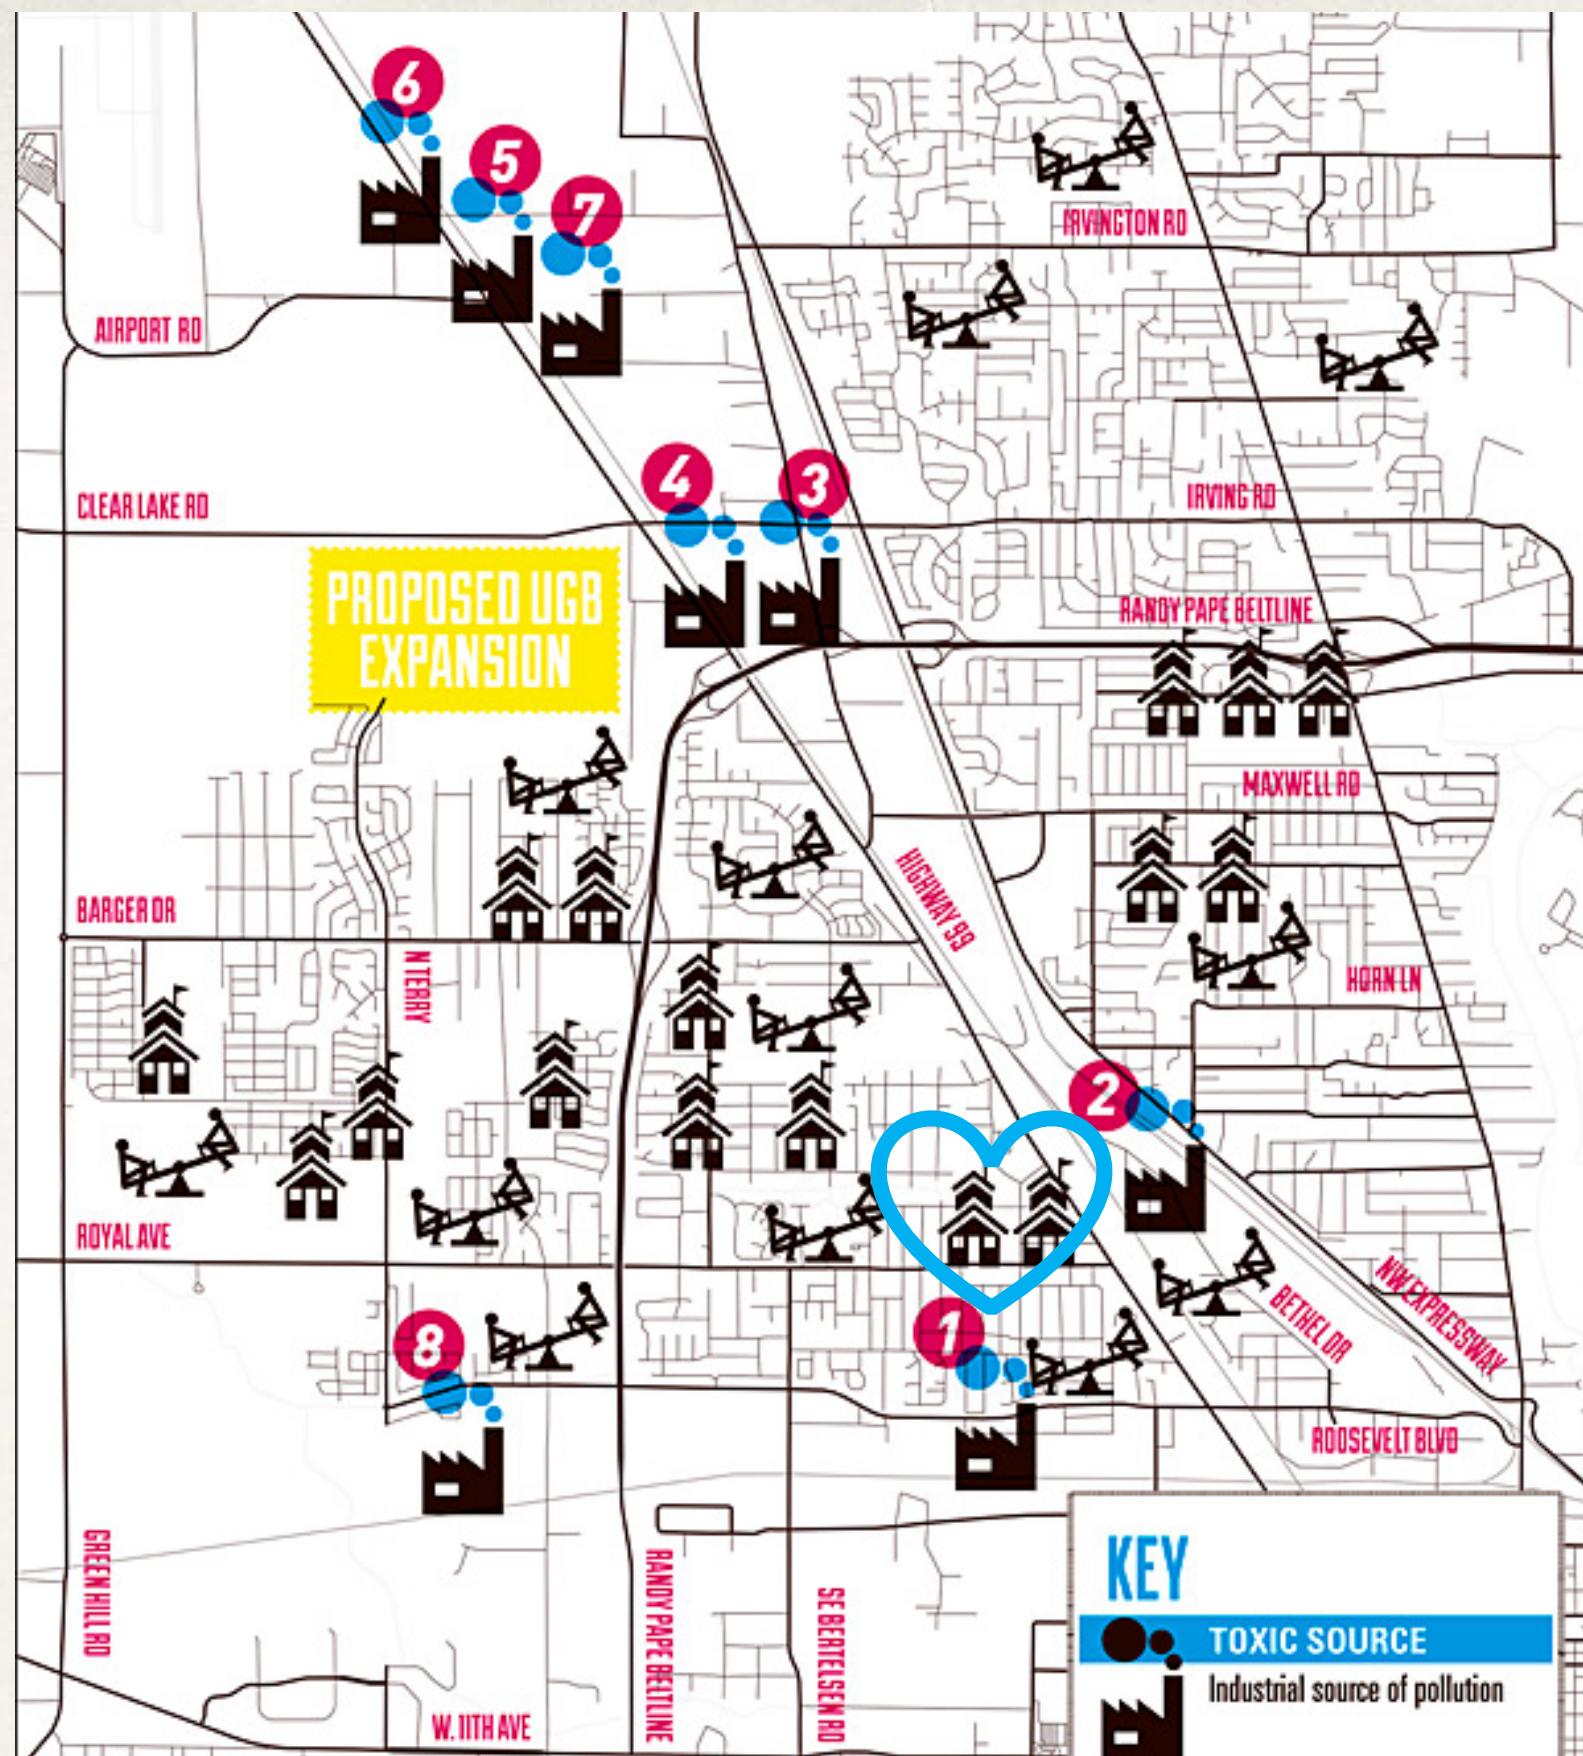 6
5
7
IRVINGTON RD
AIRPORT RD
4
3
CLEAR LAKE RD
IRVING RD
PROPOSED UGB
EXPANSION
RANDY PAPE BELTLINE
MAXWELL RD
HIGHWAY 99
BARGER DR
N TERRY
HORN LN
2
ROYAL AVE
NW EXPRESSWAY
BETHEL DR
8
1
ROOSEVELT BLVD
GREEN HILL RD
RANDY PAPE BELTLINE
SE BERTELSEN RD
W. 11TH AVE
KEY
TOXIC SOURCE
Industrial source of pollution